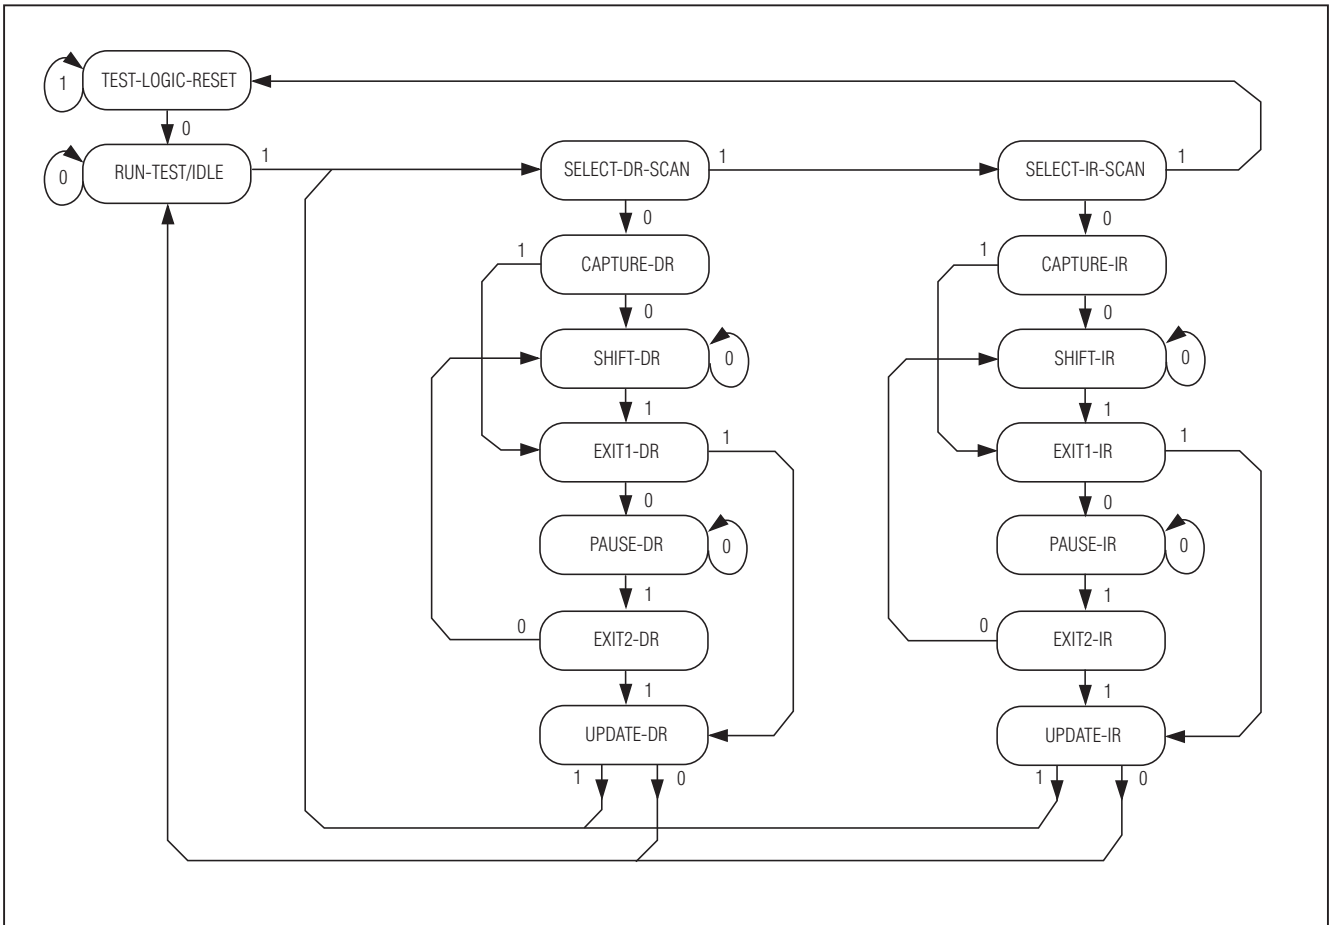 TEST-LOGIC-RESET
1
0
RUN-TEST/IDLE
1
0
SELECT-DR-SCAN
1
SELECT-IR-SCAN
1
0
0
1
CAPTURE-DR
1
CAPTURE-IR
0
0
SHIFT-DR
0
SHIFT-IR
0
1
1
EXIT1-DR
1
EXIT1-IR
1
0
0
PAUSE-DR
0
PAUSE-IR
0
1
1
0
EXIT2-DR
0
EXIT2-IR
1
1
UPDATE-DR
UPDATE-IR
1
0
1
0